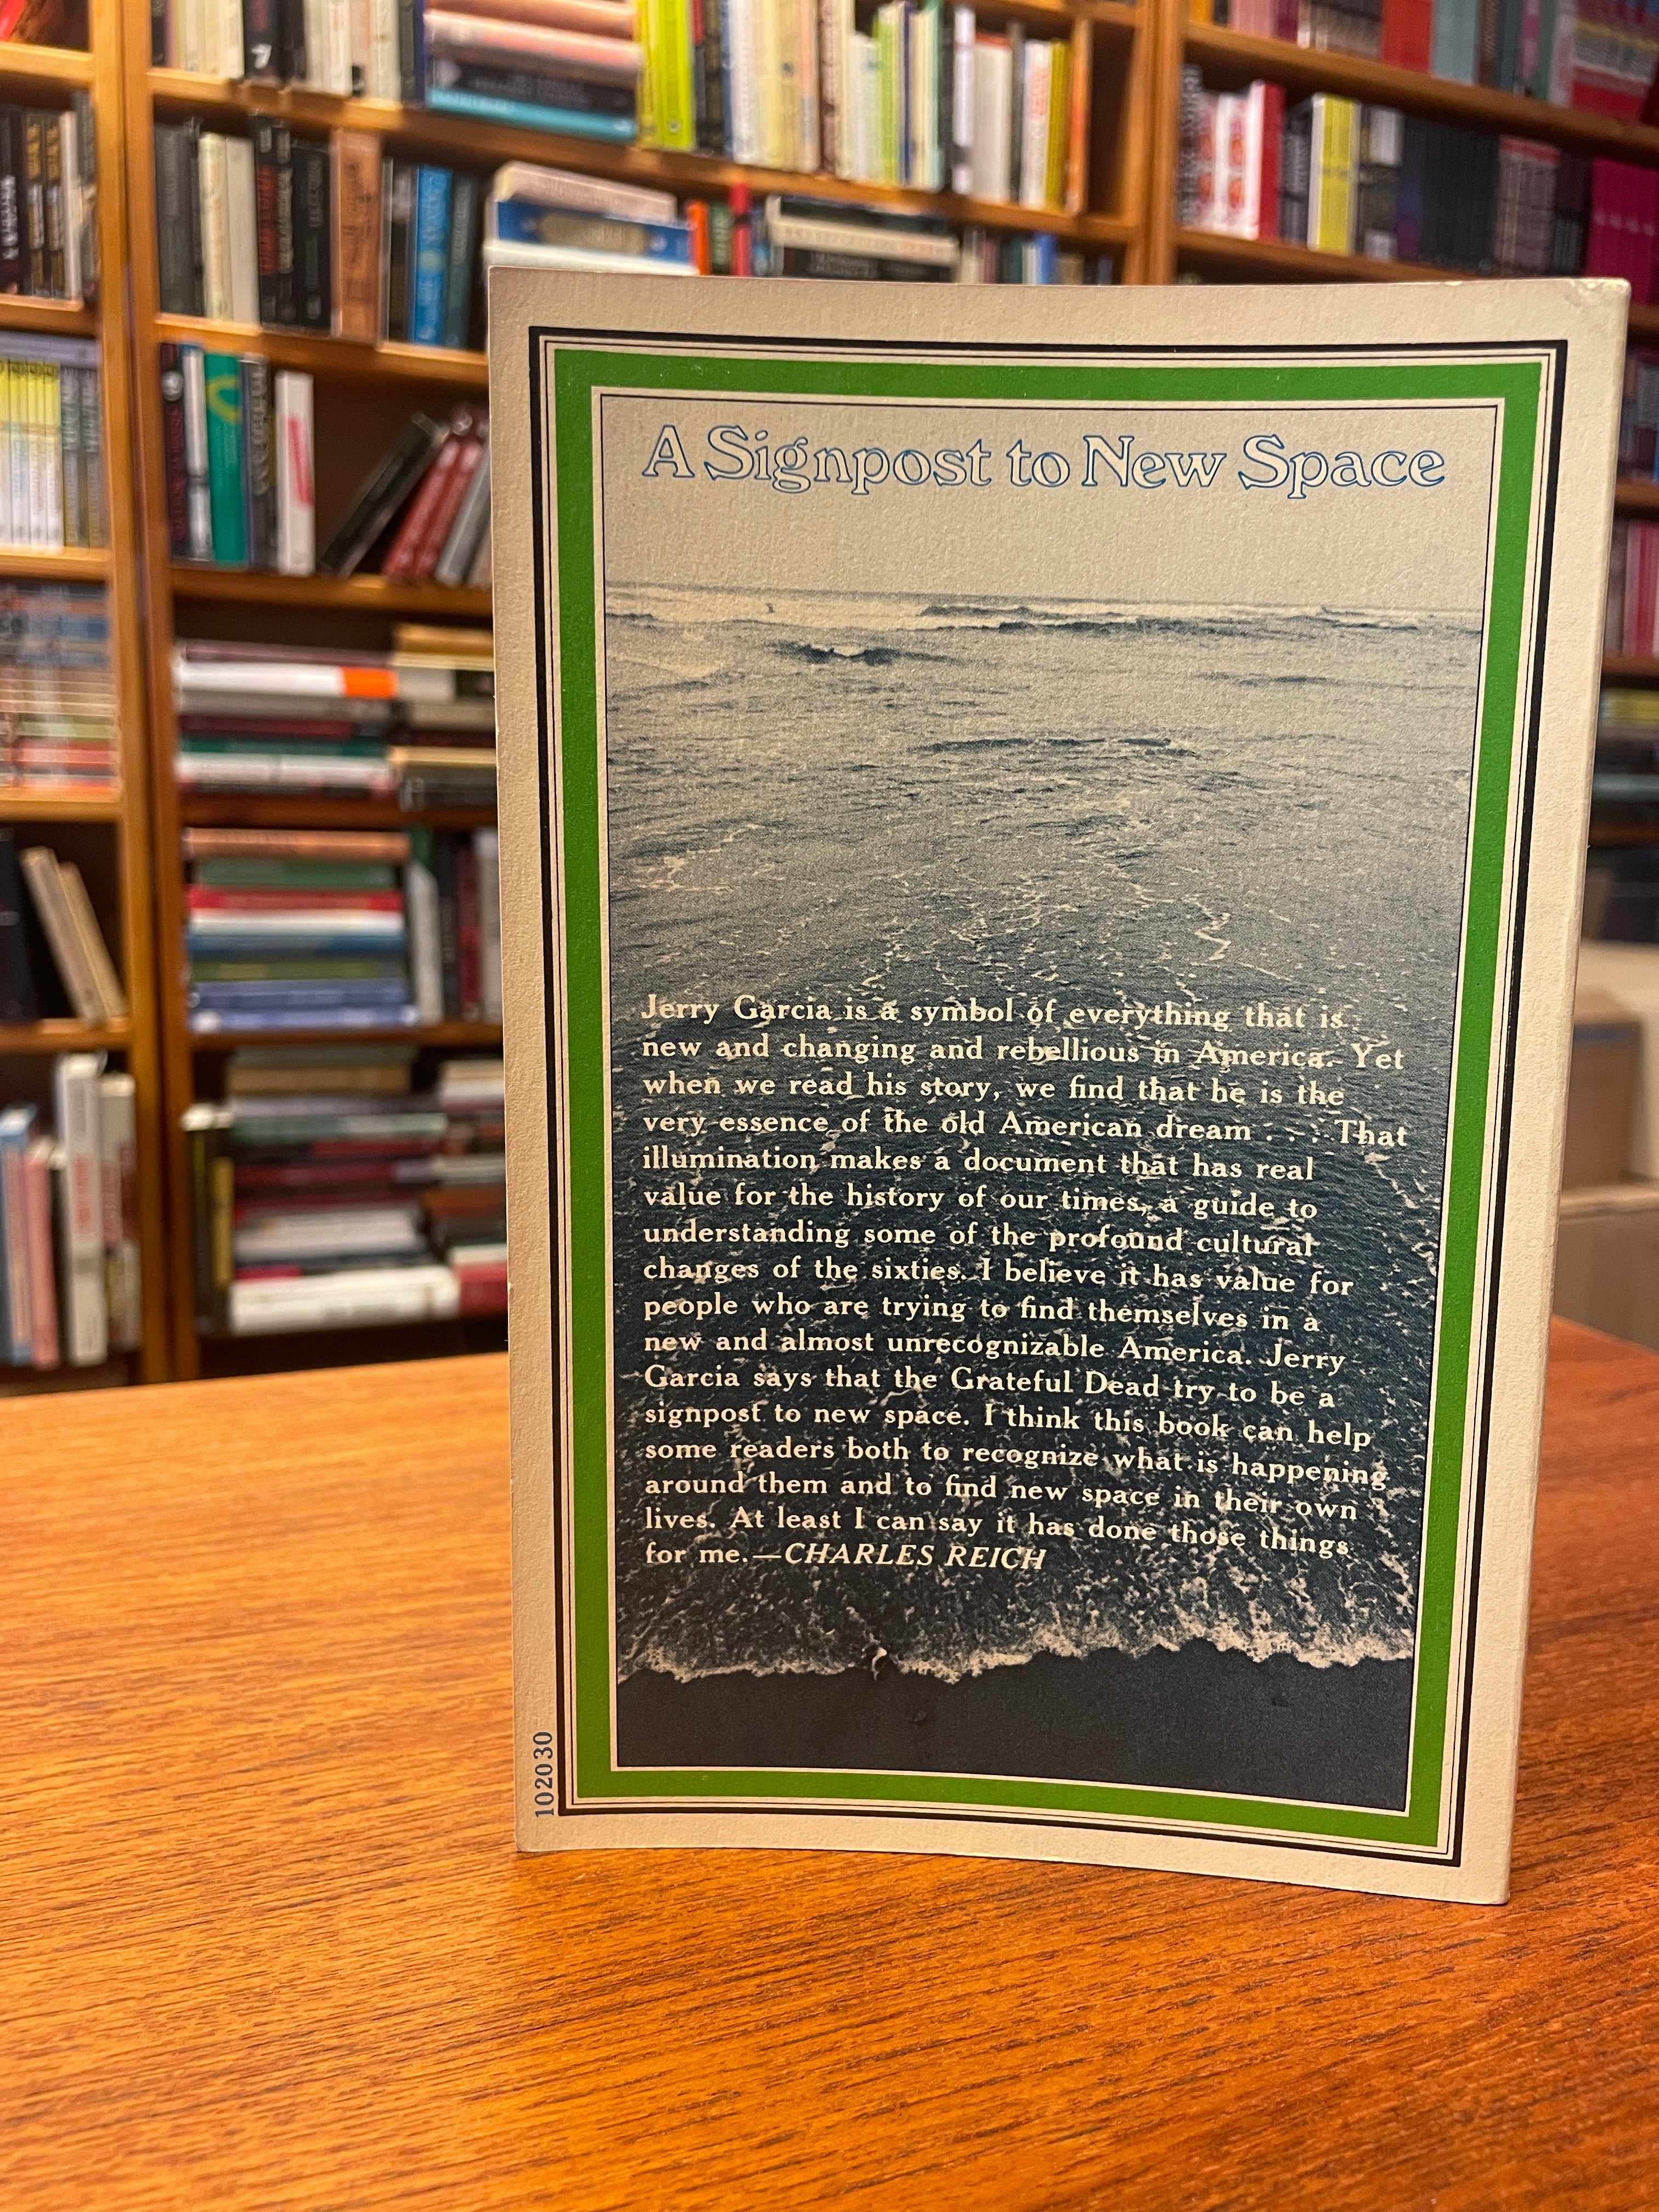 A Signpost to New Space
Jerry Garcia is a symbol of everything that is
new and changing and rebellious in America. Yet
when we read his story, we find that he is the
very essence of the old American dream . . . That
illumination makes a document that has real
value for the history of our times, a guide to
understanding some of the profound cultural
changes of the sixties. I believe it has value for
people who are trying to find themselves in a
new and almost unrecognizable America. Jerry
Garcia says that the Grateful Dead try to be a
signpost to new space. I think this book can help
some readers both to recognize what is happening
around them and to find new space in their own
lives. At least I can say it has done those things
for me.—CHARLES REICH
102030